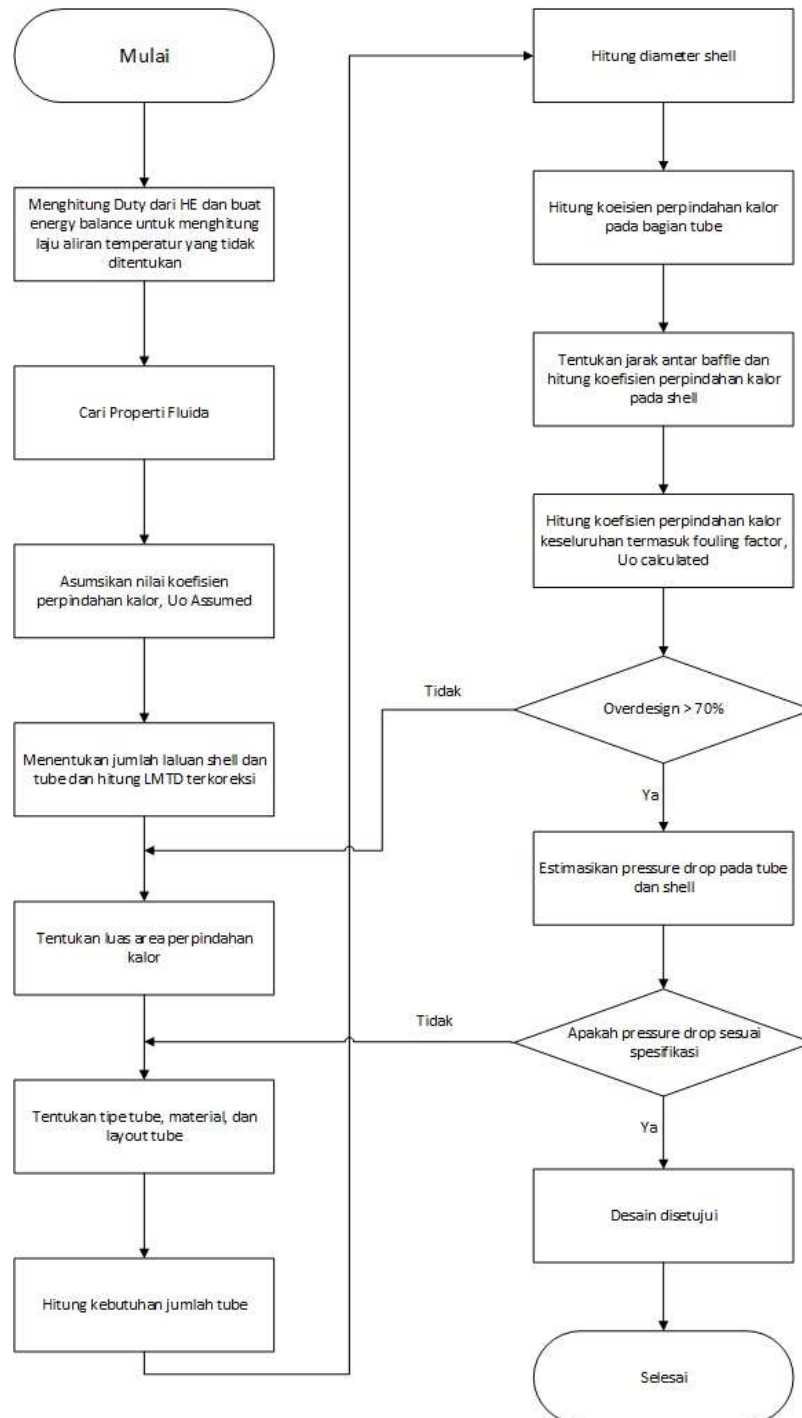 Mulai
Menghitung Duty dari HE dan buat
energy balance untuk menghitung
laju aliran temperatur yang tidak
ditentukan
Cari Properti Fluida
Asumsikan nilai koefisien
perpindahan kalor, Uo Assumed
Menentukan jumlah laluan shell dan
tube dan hitung LMTD terkoreksi
Tentukan luas area perpindahan
kalor
Tentukan tipe tube, material, dan
layout tube
Hitung kebutuhan jumlah tube
Hitung diameter shell
Hitung koeisien perpindahan kalor
pada bagian tube
Tentukan jarak antar baffle dan
hitung koefisien perpindahan kalor
pada shell
Hitung koefisien perpindahan kalor
keseluruhan termasuk fouling factor,
Uo calculated
Tidak
Overdesign > 70%
Ya
Estimasikan pressure drop pada tube
dan shell
Tidak
Apakah pressure drop sesuai
spesifikasi
Ya
Desain disetujui
Selesai